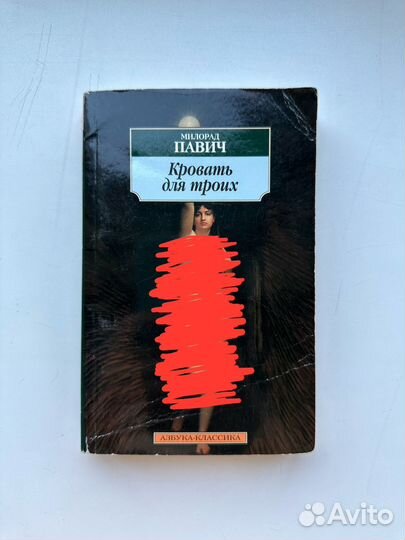 МИЛОРАД
ПАВИЧ
Кровать
для троих
АЗБУКА-КЛАССИКА
Avito